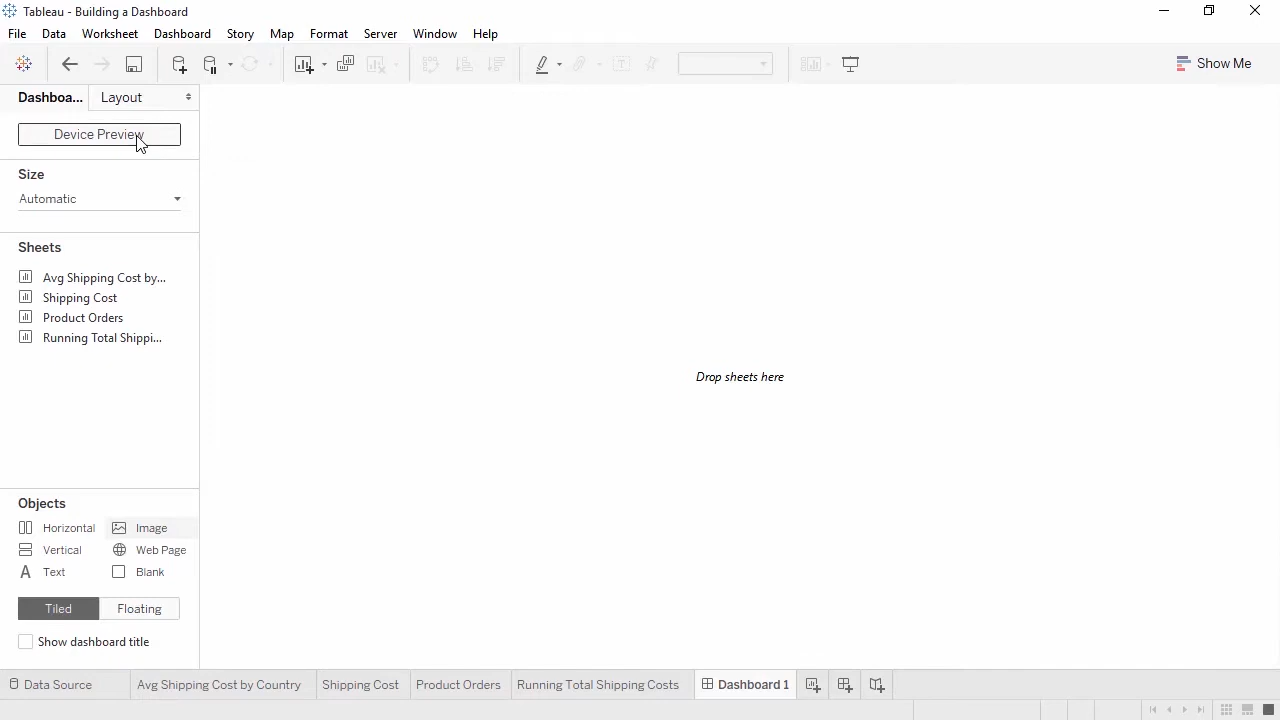 Tableau - Building a Dashboard
File Data Worksheet Dashboard Story Map Format Server Window Help
Show Me
Dashboa... Layout
Device Preview
Size
Automatic
Sheets
Avg Shipping Cost by...
Shipping Cost
Product Orders
Running Total Shippi...
Drop sheets here
Objects
Horizontal Image
Vertical Web Page
A Text Blank
Tiled Floating
Show dashboard title
Data Source Avg Shipping Cost by Country Shipping Cost Product Orders Running Total Shipping Costs Dashboard 1